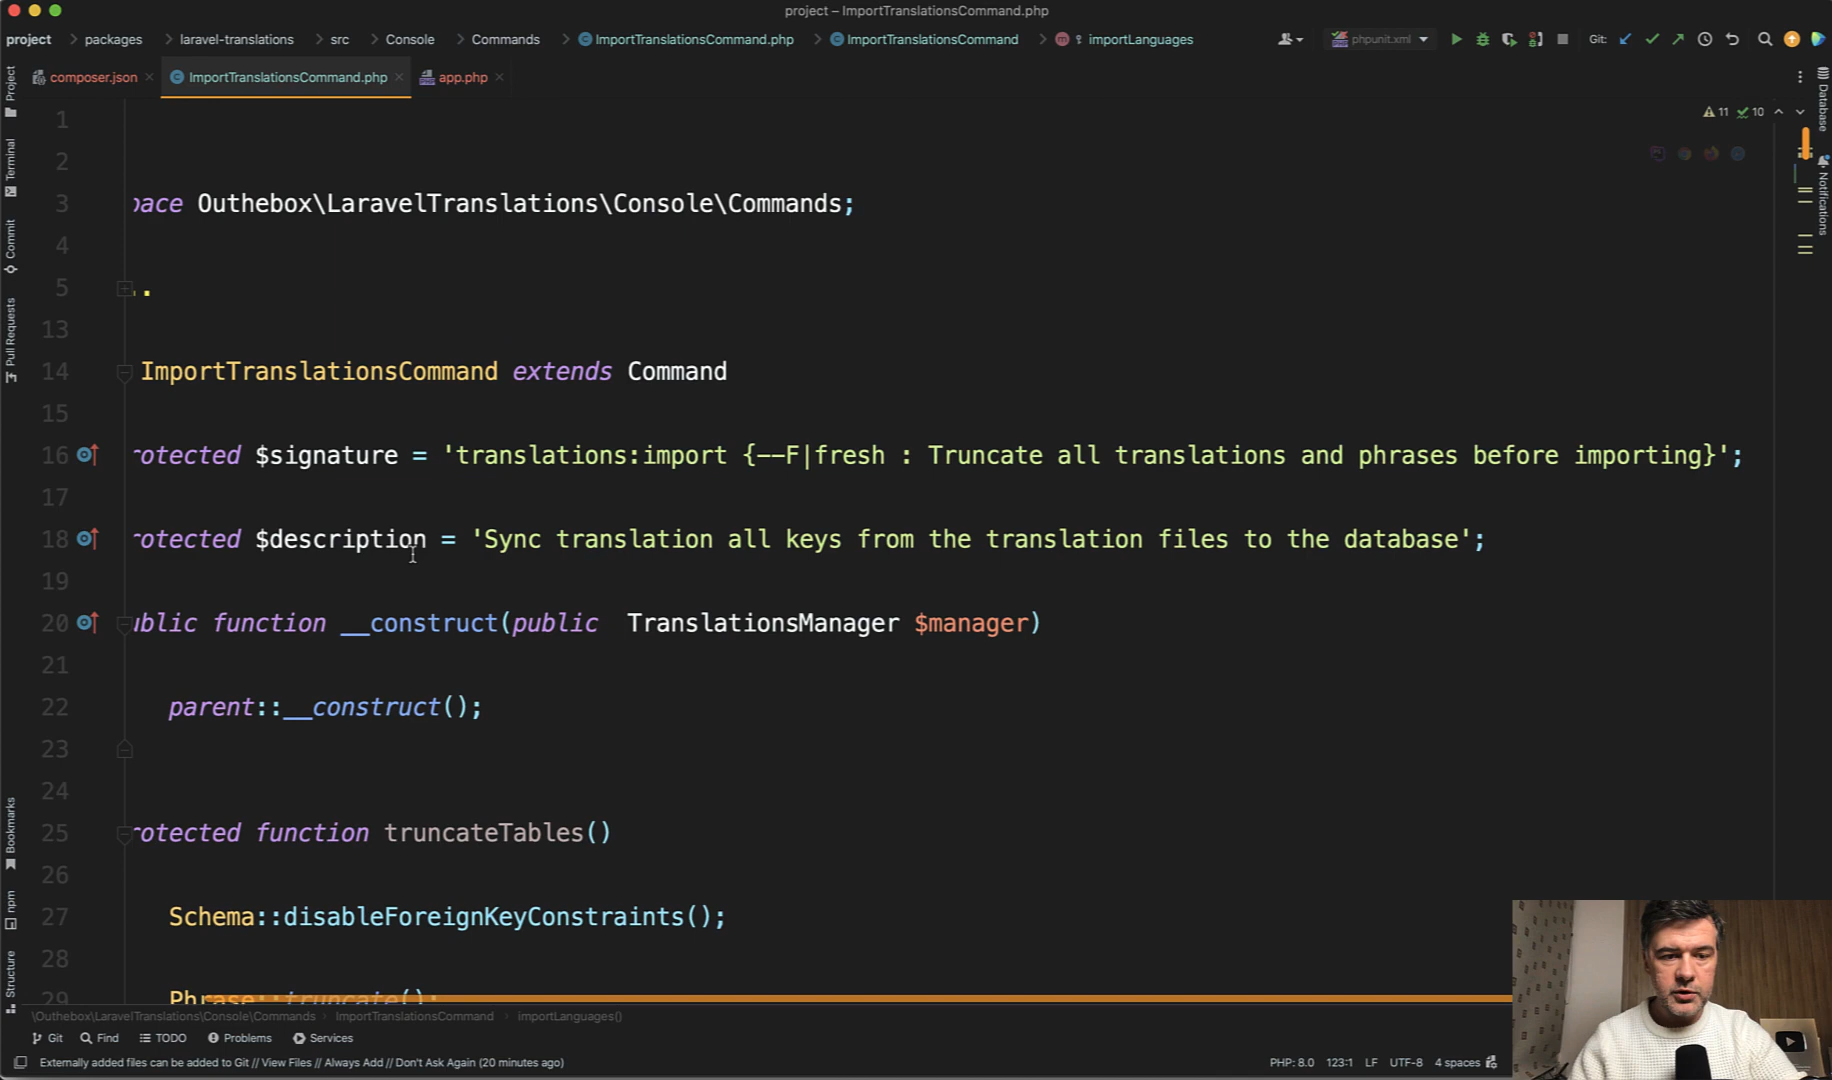 project – ImportTranslationsCommand.php
project
packages
laravel-translations
src
Console
Commands
ImportTranslationsCommand.php
ImportTranslationsCommand
importLanguages
phpunit.xml
Git:
composer.json
ImportTranslationsCommand.php
app.php
11
10
Project
Terminal
Commit
Pull Requests
Bookmarks
npm
Structure
Database
Notifications
1
2
3 pace Outhebox\LaravelTranslations\Console\Commands;
4
5 ..
13
14 ImportTranslationsCommand extends Command
15
16 rotected $signature = 'translations:import {--F|fresh : Truncate all translations and phrases before importing}';
17
18 rotected $description = 'Sync translation all keys from the translation files to the database';
19
20 ublic function __construct(public TranslationsManager $manager)
21
22 parent::__construct();
23
24
25 rotected function truncateTables()
26
27 Schema::disableForeignKeyConstraints();
28
29 Phrase::truncate();
\Outhebox\LaravelTranslations\Console\Commands
ImportTranslationsCommand
importLanguages()
Git
Find
TODO
Problems
Services
Externally added files can be added to Git // View Files // Always Add // Don't Ask Again (20 minutes ago)
PHP: 8.0
123:1
LF
UTF-8
4 spaces